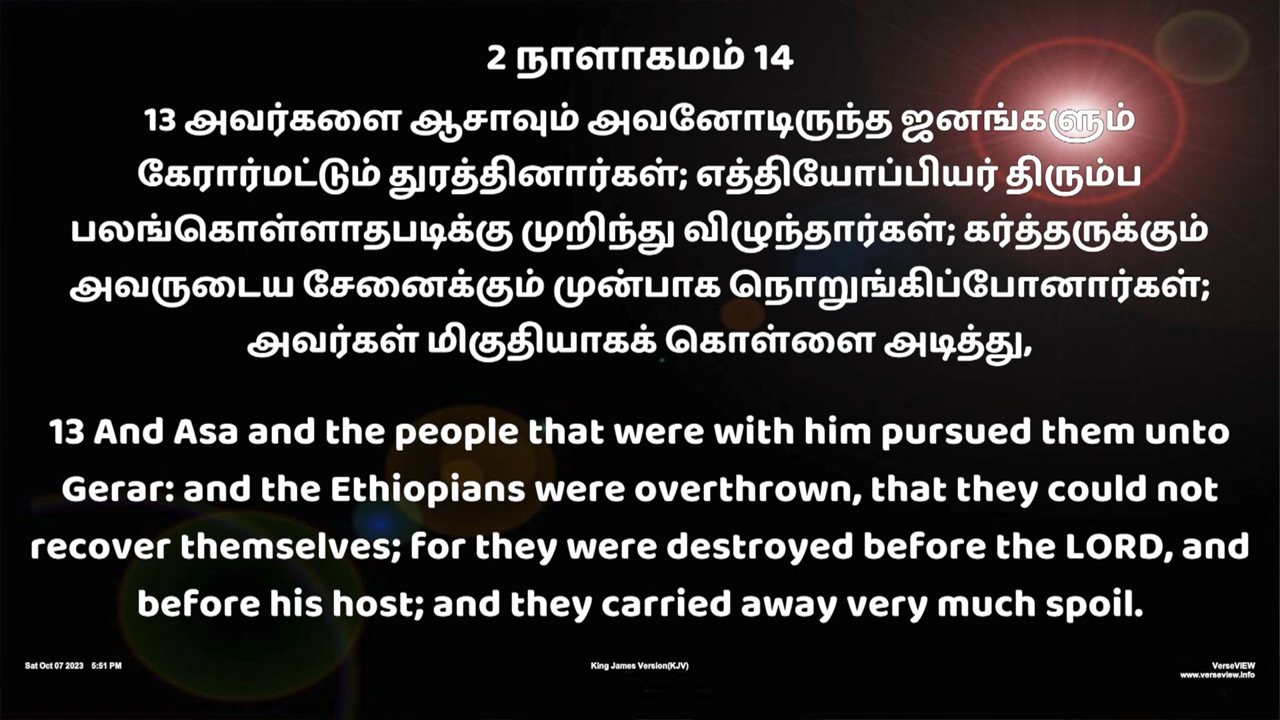 2 நாளாகமம் 14
13 அவர்களை ஆசாவும் அவனோடிருந்த ஜனங்களும்
கேரார்மட்டும் துரத்தினார்கள்; எத்தியோப்பியர் திரும்ப
பலங்கொள்ளாதபடிக்கு முறிந்து விழுந்தார்கள்; கர்த்தருக்கும்
அவருடைய சேனைக்கும் முன்பாக நொறுங்கிப்போனார்கள்;
அவர்கள் மிகுதியாகக் கொள்ளை அடித்து,
13 And Asa and the people that were with him pursued them unto
Gerar: and the Ethiopians were overthrown, that they could not
recover themselves; for they were destroyed before the LORD, and
before his host; and they carried away very much spoil.
Sat Oct 07 2023 5:51 PM
King James Version(KJV)
VerseVIEW
www.verseview.info